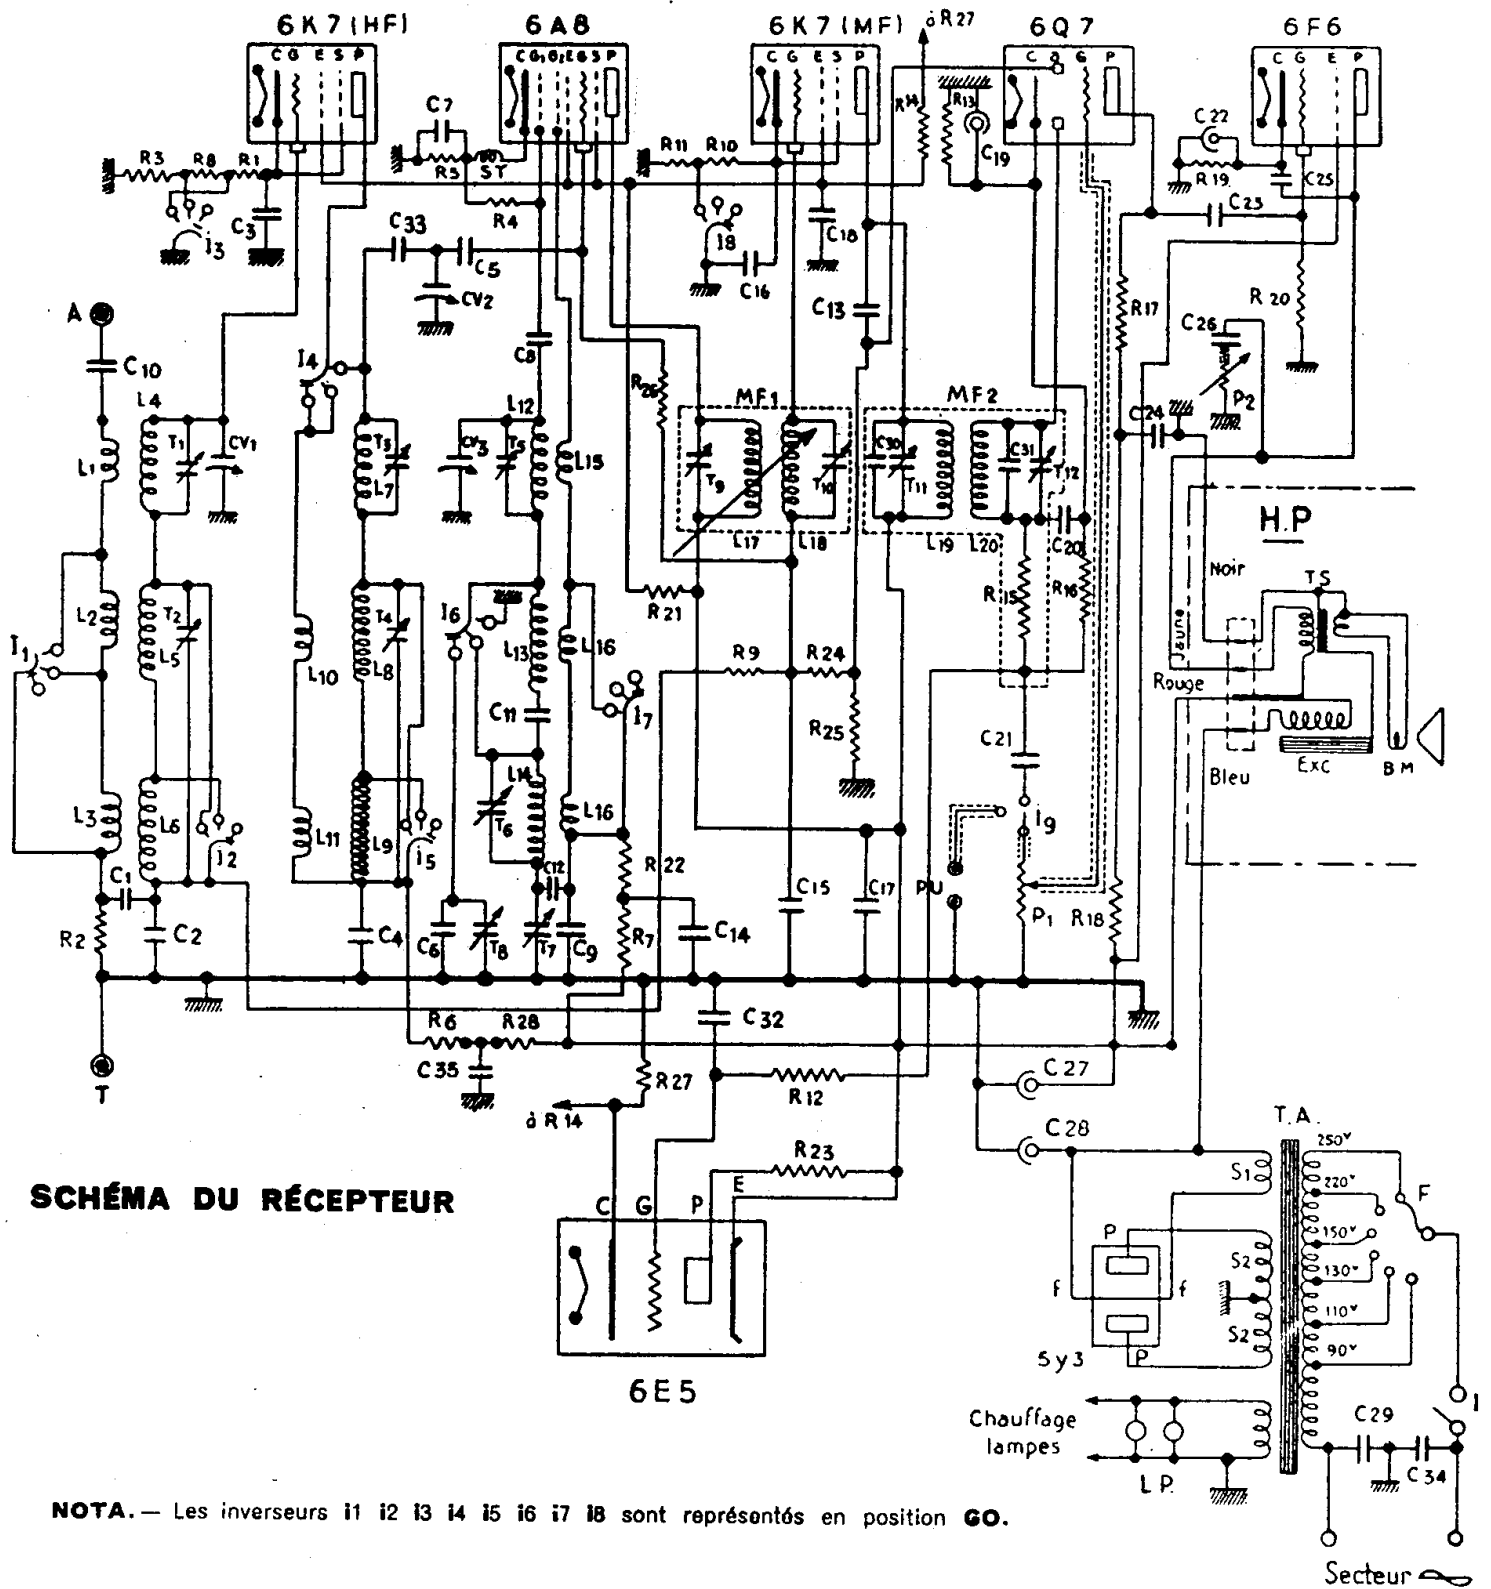 6K7(HF) 6A8 6K7(MF) à R27 6Q7 6F6
C G E S P
C G1 G2 E G S P
C G E S P
C G P
C G E P
C7 R14 R13 C22
R3 R8 R1 R5 ST R11 R10 C19 R19 C25
C3 I3 R4 C18 C23
C33 C5 I8 C16
CV2 C13 R17 R20
A C10 C8 C26
I4 R26 P2
L4 L12 MF1 MF2 C24
T1 CV1 T3 CV3 T5 C30 C31
L1 L7 L15 T9 T10 T11 T12
H.P
L17 L18 L19 L20 C20
Noir TS
L2 T2 T4 I6 R21 R15 R16
I1 L5 L10 L8 L13 L16 R9 R24 Jaune
Rouge
C11 I7 R25 C21
Bleu Exc BM
L3 L6 L11 L9 L14 L16 T6 i9
i2 i5 C12 R22
C1 C15 C17 PU
R2 C2 C4 C6 T8 T7 C9 R7 C14 P1 R18
R6 R28 C32
C35 R27 R12 C27
T à R14
C28 T.A.
R23 250v
SCHÉMA DU RÉCEPTEUR
C G P E S1 220v F
P 150v
S2 130v
f f
S2 110v
5y3 P 90v
6E5
Chauffage
lampes
L P.
C29 I
C34
NOTA.— Les inverseurs i1 i2 i3 i4 i5 i6 i7 i8 sont représentés en position GO.
Secteur